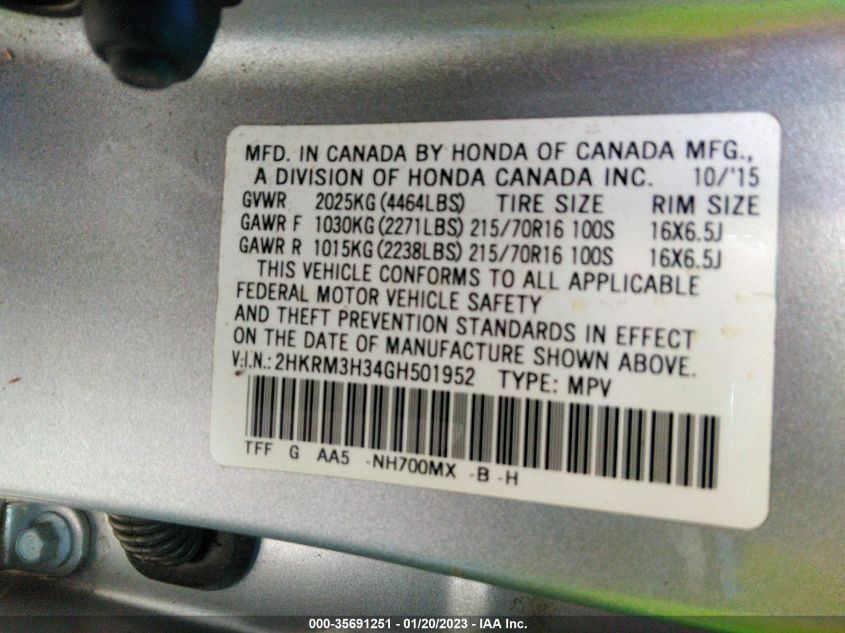 MFD. IN CANADA BY HONDA OF CANADA MFG.,
A DIVISION OF HONDA CANADA INC. 10/'15
GVWR 2025KG(4464LBS) TIRE SIZE RIM SIZE
GAWR F 1030KG(2271LBS) 215/70R16 100S 16X6.5J
GAWR R 1015KG(2238LBS) 215/70R16 100S 16X6.5J
THIS VEHICLE CONFORMS TO ALL APPLICABLE
FEDERAL MOTOR VEHICLE SAFETY
AND THEFT PREVENTION STANDARDS IN EFFECT
ON THE DATE OF MANUFACTURE SHOWN ABOVE.
V.I.N.: 2HKRM3H34GH501952 TYPE: MPV
TFF G AA5 -NH700MX -B -H
000-35691251 - 01/20/2023 - IAA Inc.